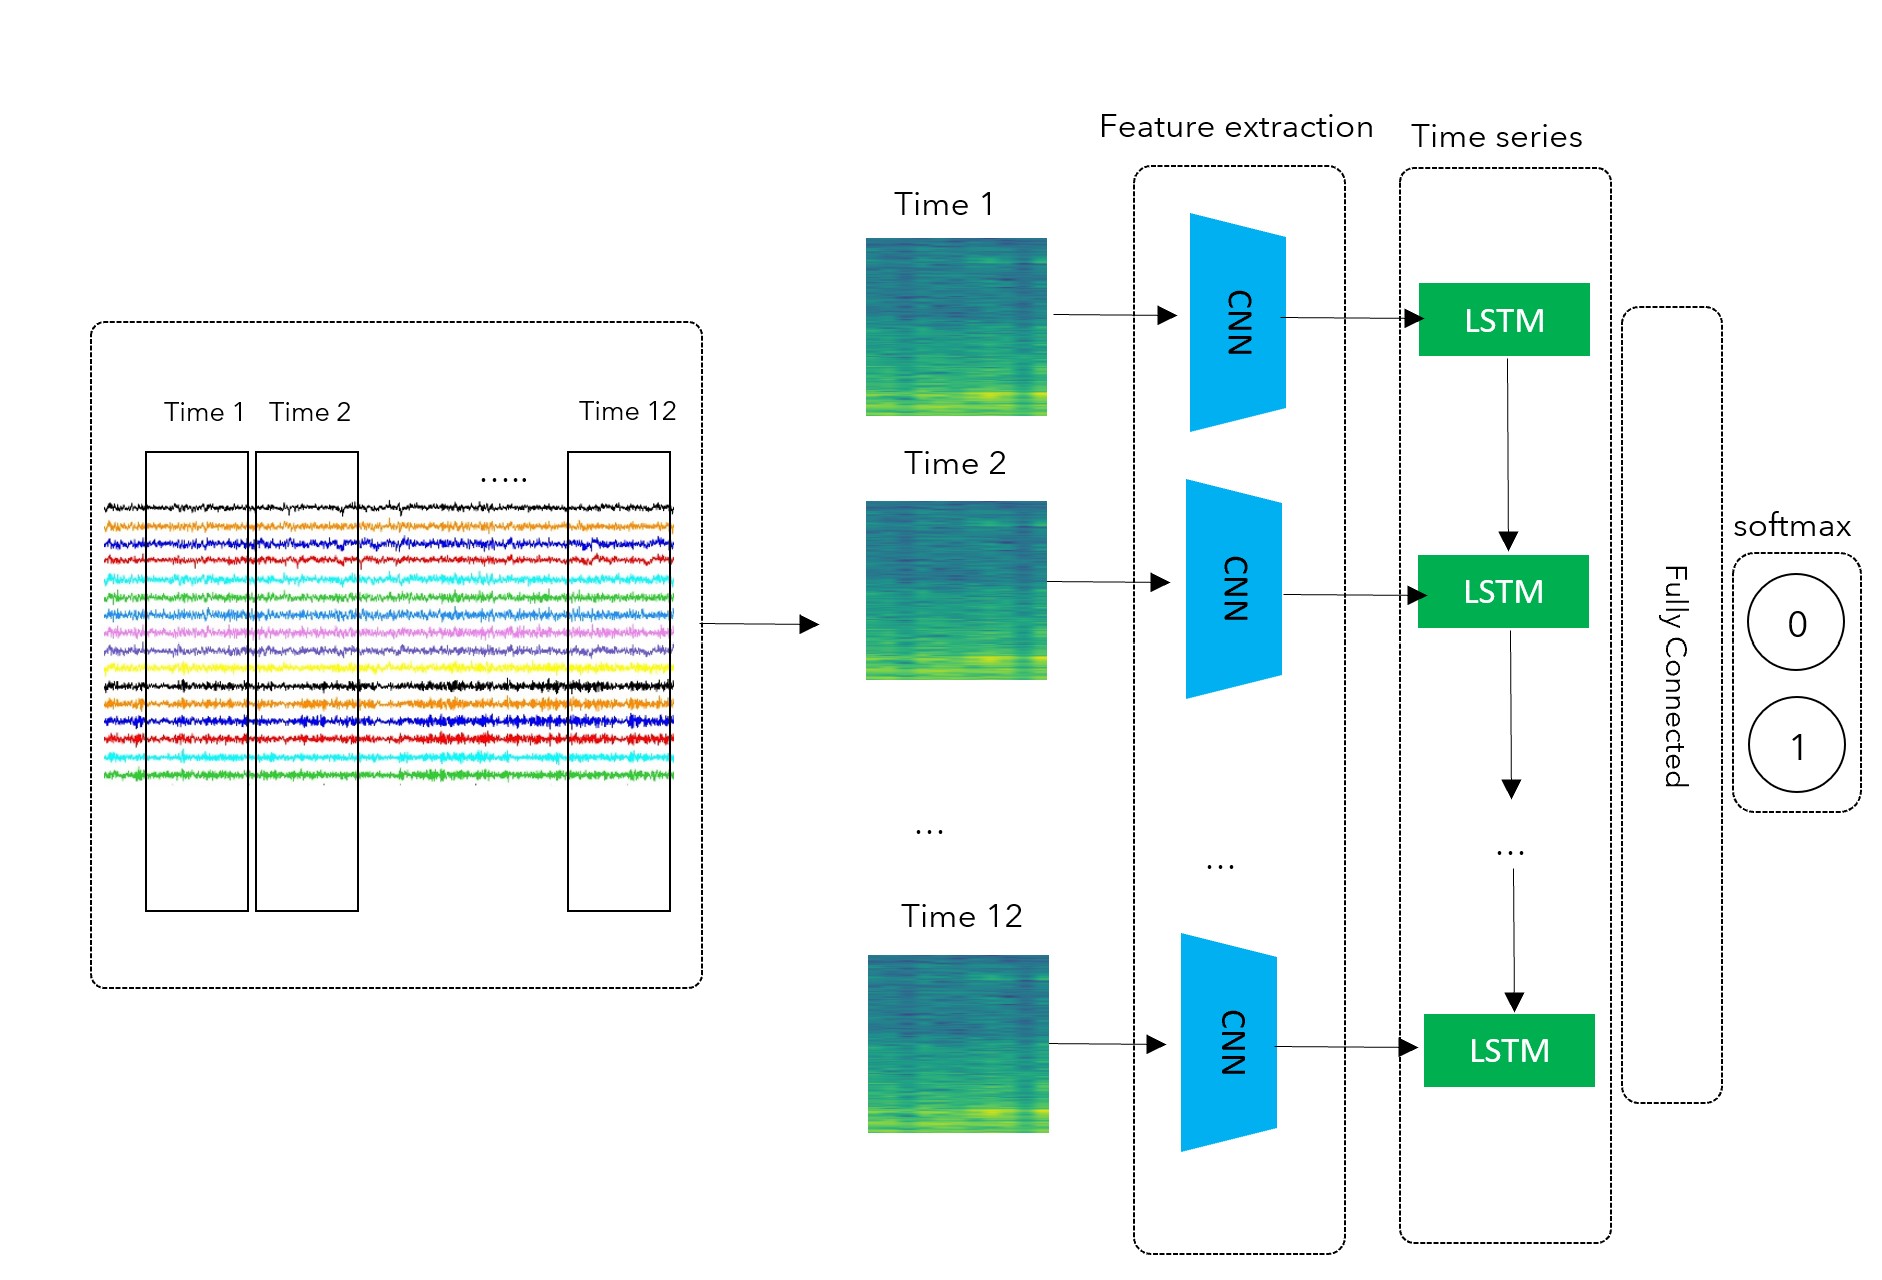 Feature extraction
Time series
Time 1
CNN
LSTM
Time 1
Time 2
Time 12
.....
Time 2
CNN
LSTM
softmax
0
1
Fully Connected
...
...
...
Time 12
CNN
LSTM